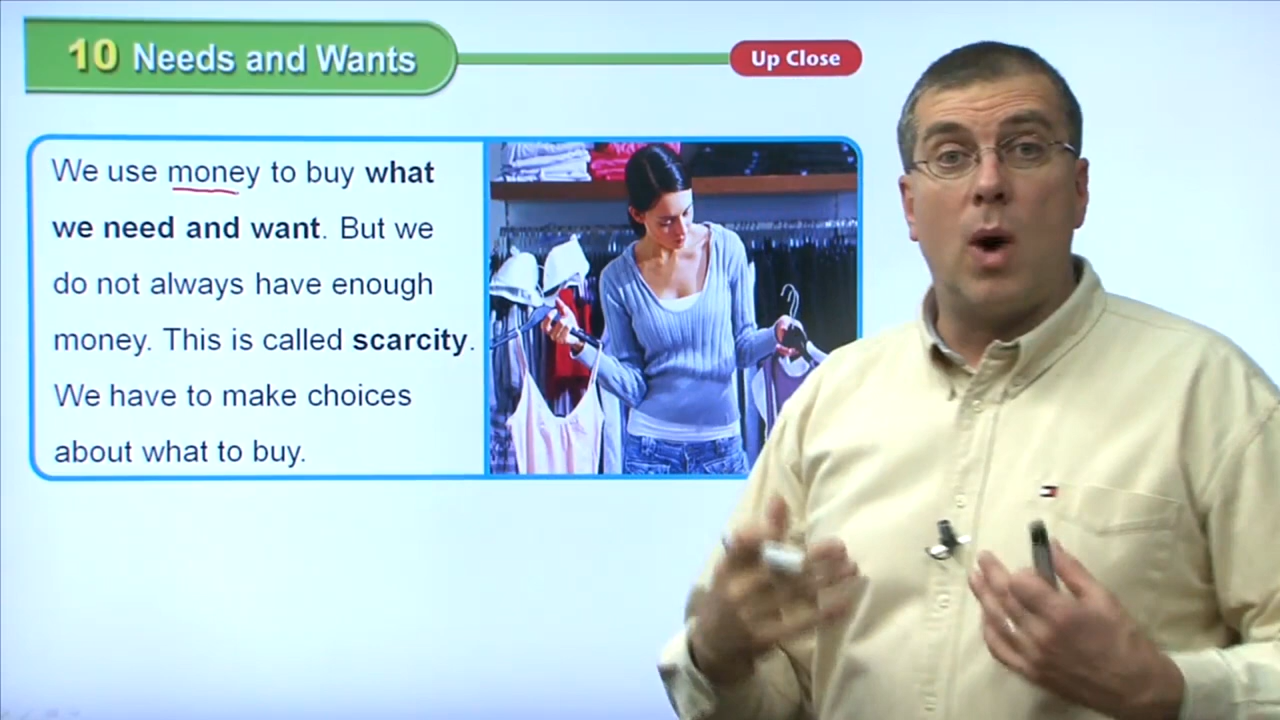 10 Needs and Wants
Up Close
We use money to buy what
we need and want. But we
do not always have enough
money. This is called scarcity.
We have to make choices
about what to buy.